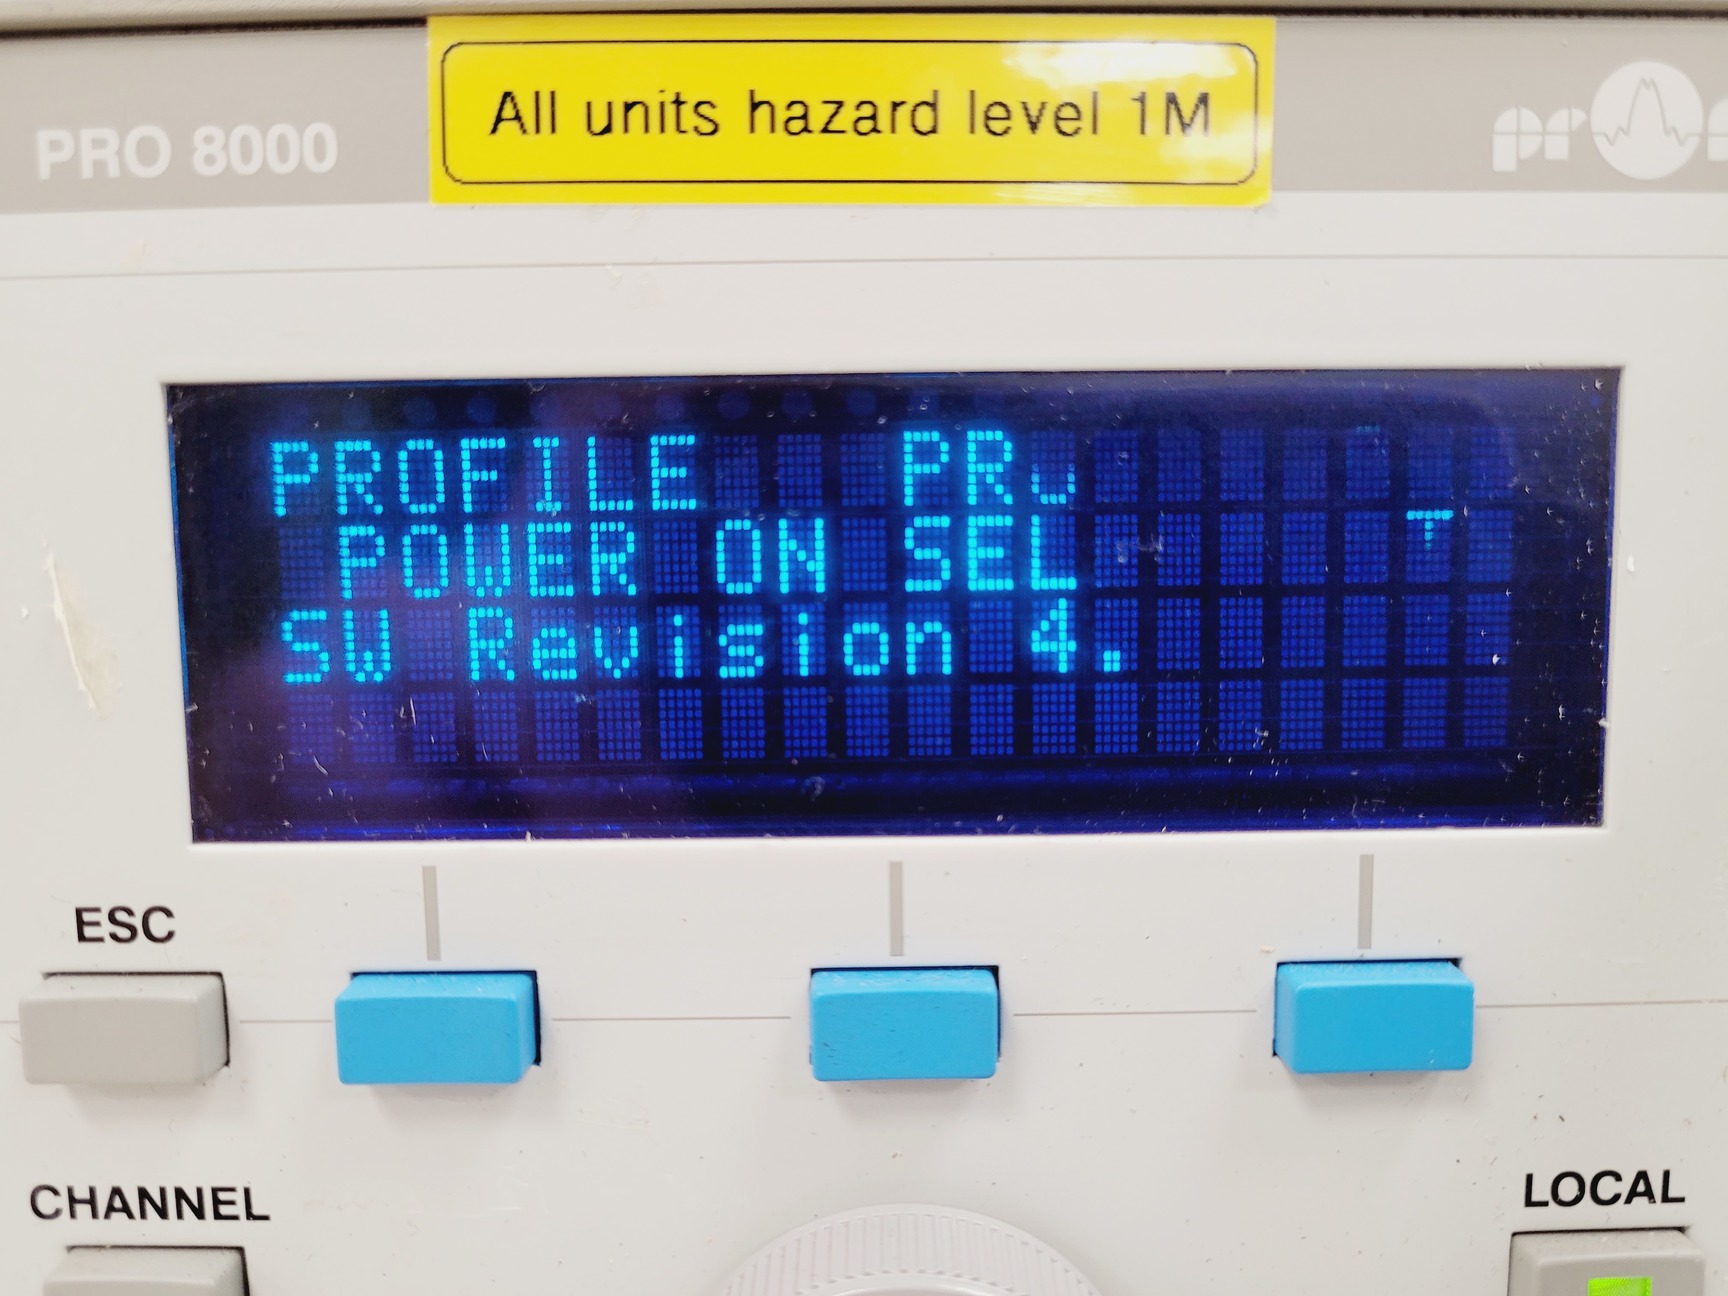 All units hazard level 1M
PRO 8000
PROFILE PR
POWER ON SEL T
SW Revision 4.
ESC
CHANNEL
LOCAL